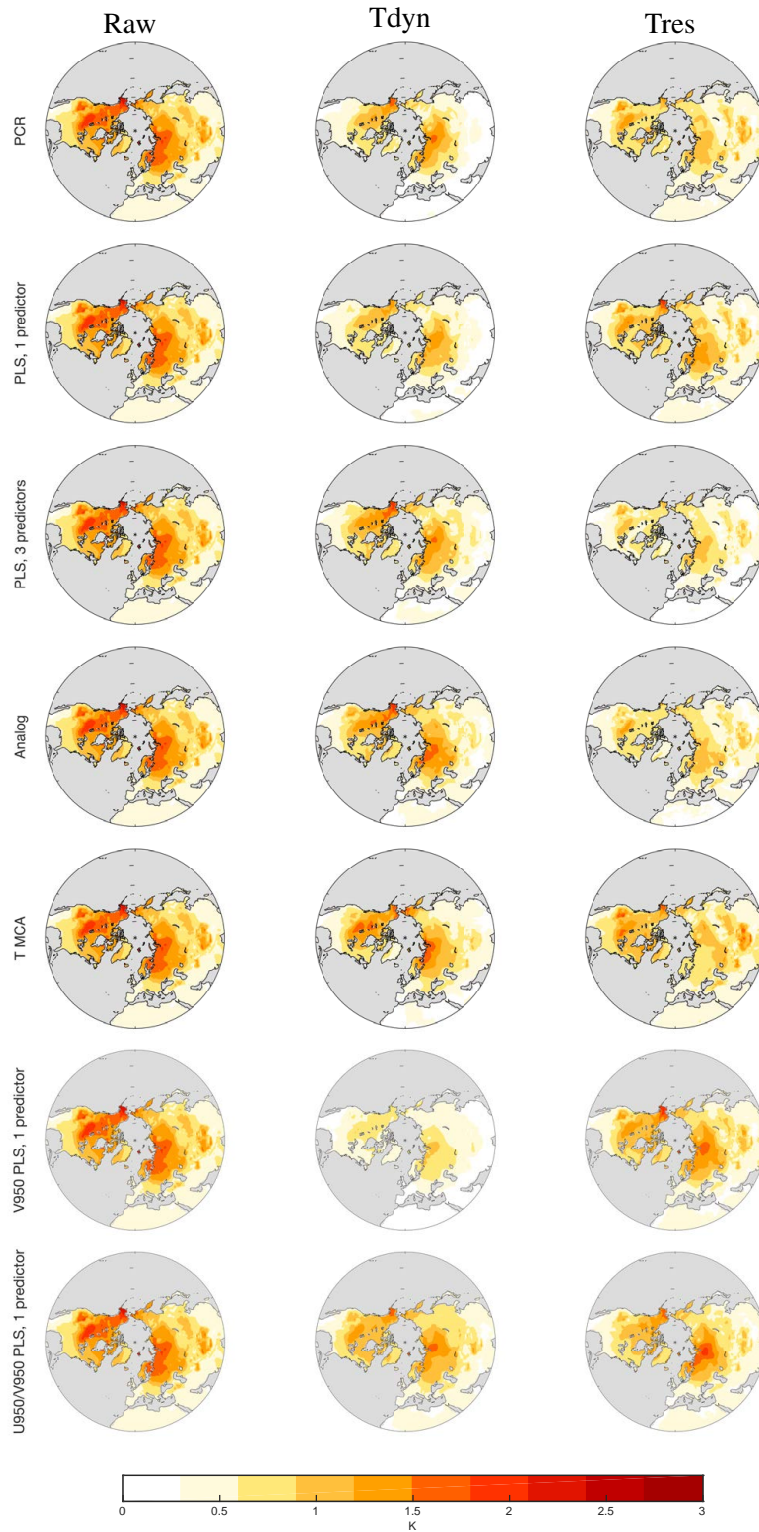 Raw Tdyn Tres
PCR
PLS, 1 predictor
PLS, 3 predictors
Analog
T MCA
V950 PLS, 1 predictor
U950/V950 PLS, 1 predictor
0 0.5 1 1.5 2 2.5 3
K